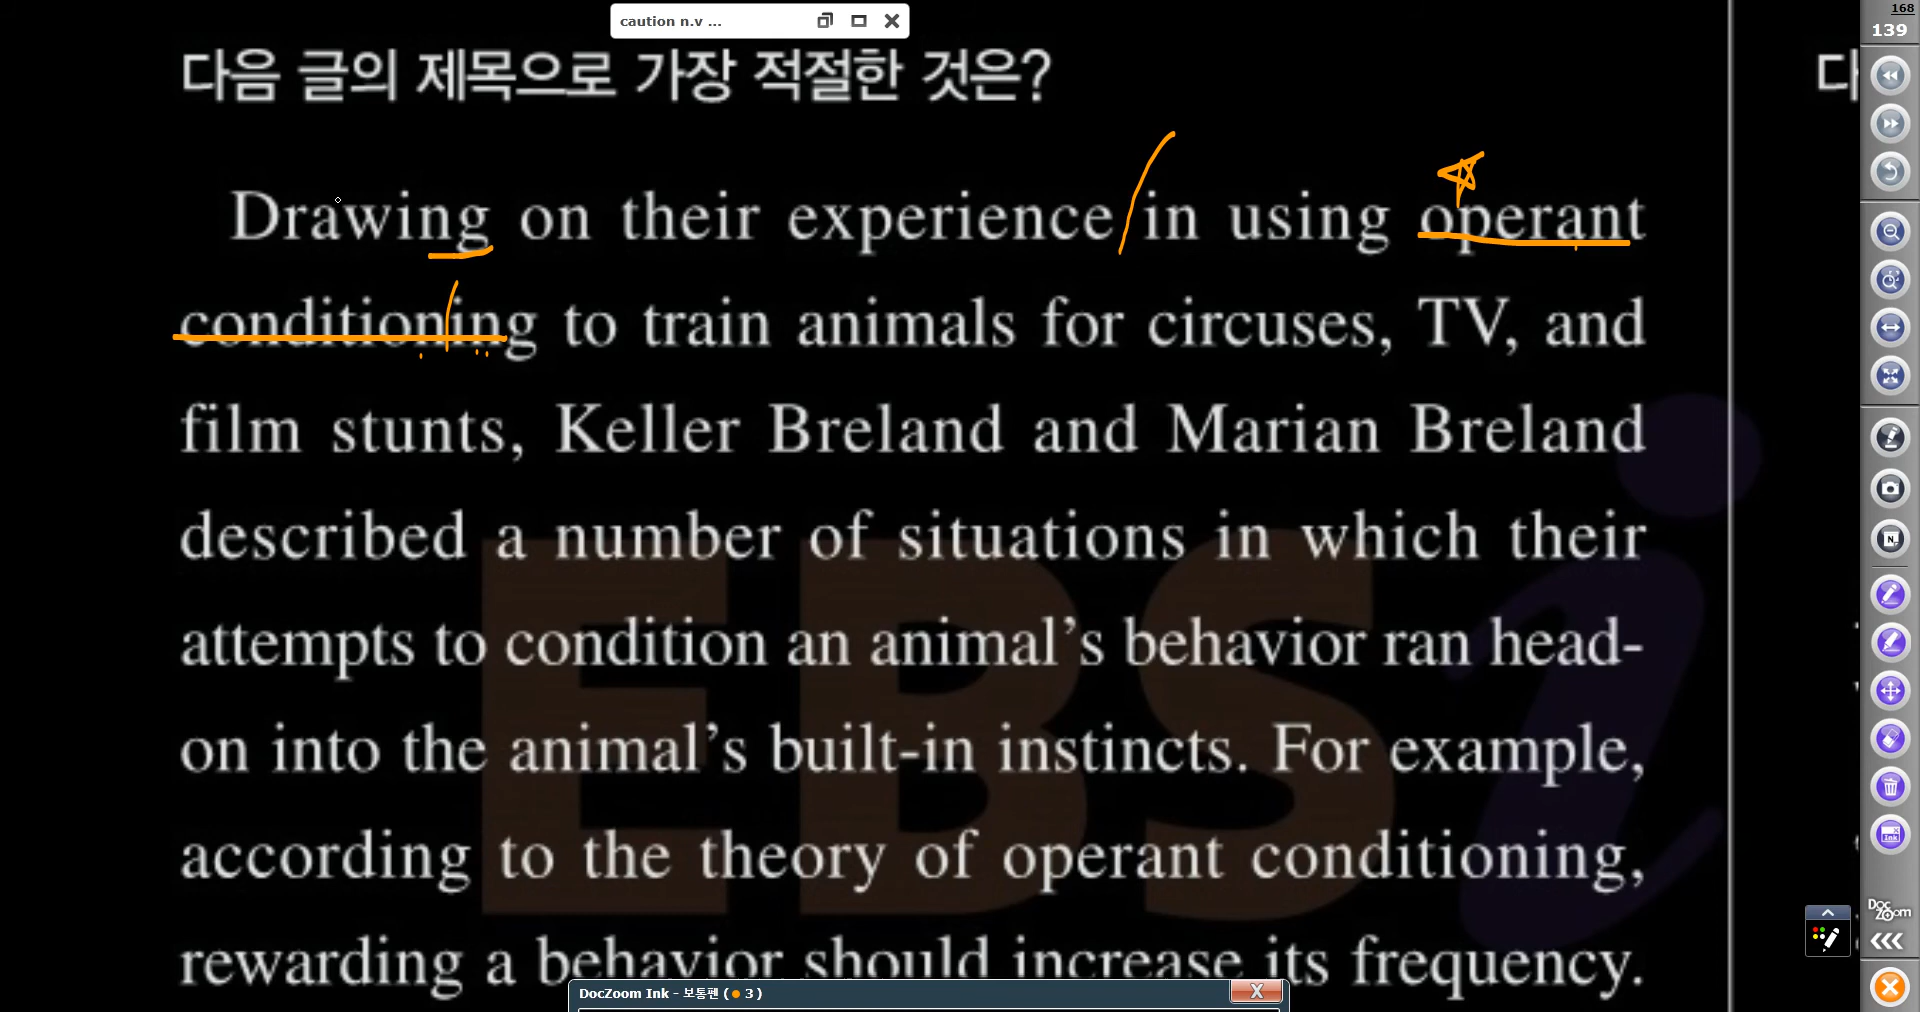 caution n.v ...
168
139
다음 글의 제목으로 가장 적절한 것은?
Drawing on their experience in using operant
conditioning to train animals for circuses, TV, and
film stunts, Keller Breland and Marian Breland
described a number of situations in which their
attempts to condition an animal's behavior ran head-
on into the animal's built-in instincts. For example,
according to the theory of operant conditioning,
rewarding a behavior should increase its frequency.
EBSi
DocZoom
DocZoom Ink - 보통펜 ( 3 )